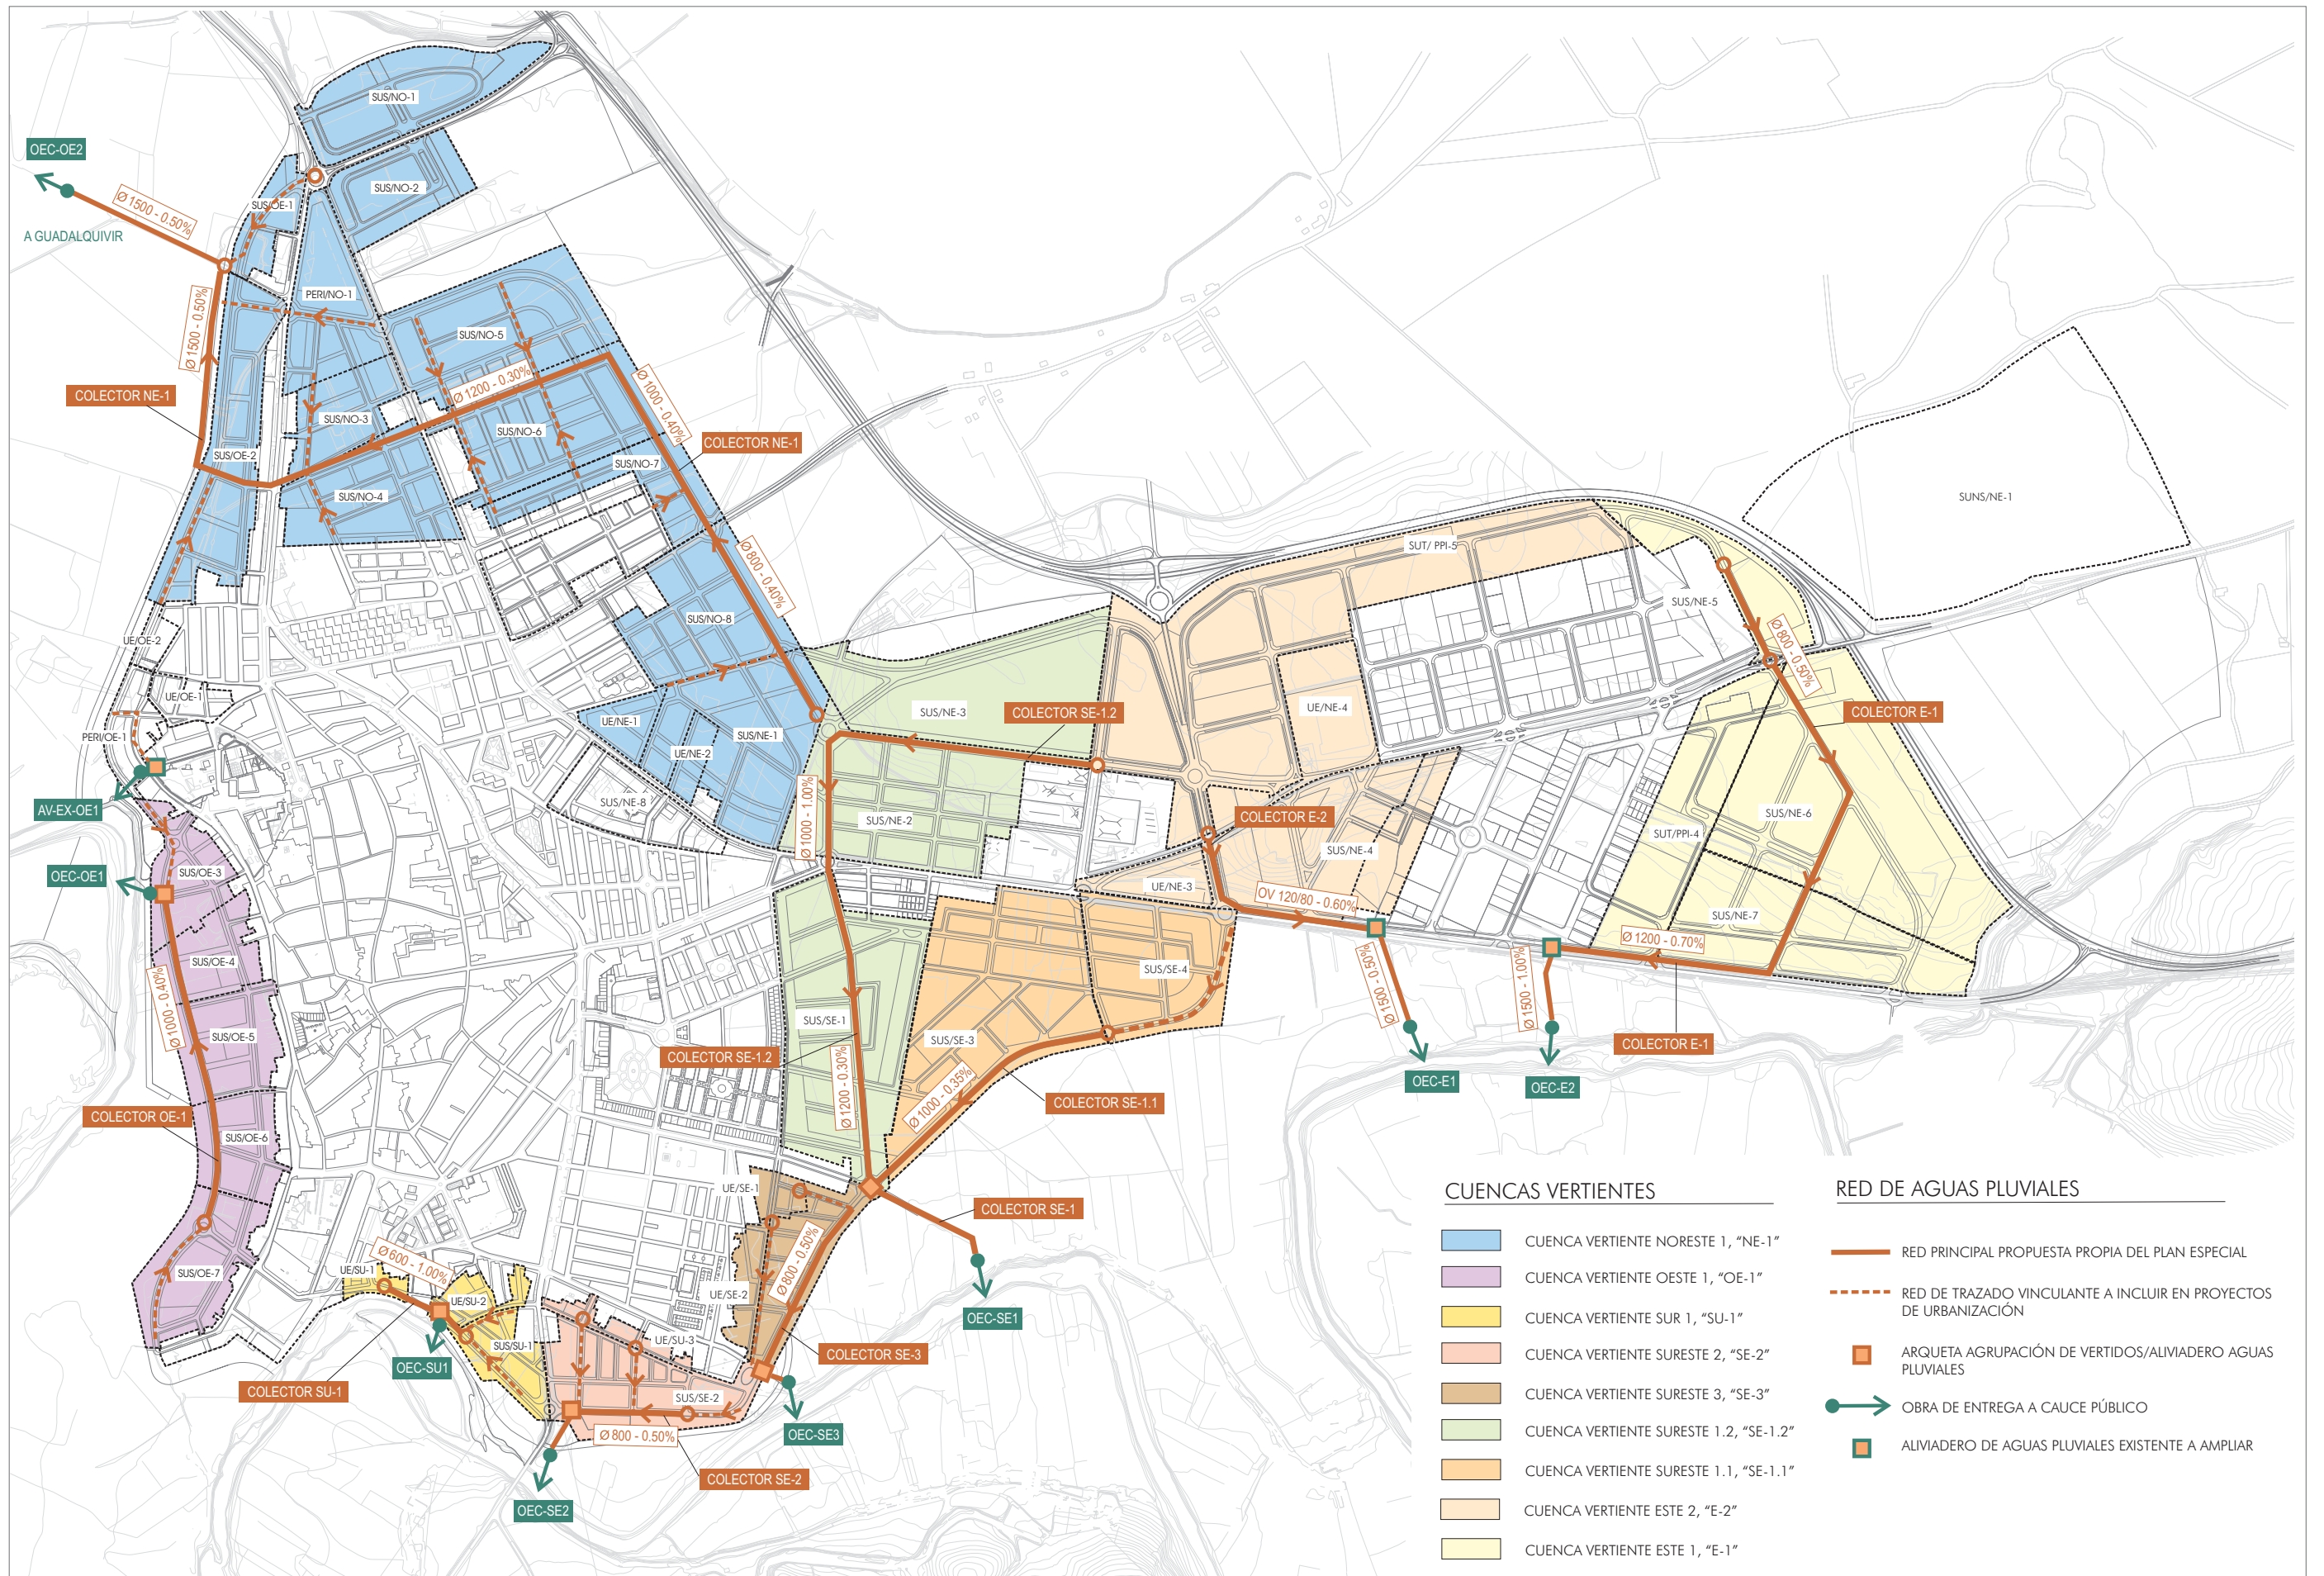 SUS/NO-1
OEC-OE2
SUS/NO-2
Ø 1500 - 0.50%
SUS/OE-1
A GUADALQUIVIR
PERI/NO-1
Ø 1500 - 0.50%
SUS/NO-5
Ø 1200 - 0.30%
Ø 1000 - 0.40%
COLECTOR NE-1
SUS/NO-3
SUS/NO-6
COLECTOR NE-1
SUS/OE-2
SUS/NO-7
SUS/NO-4
SUNS/NE-1
SUT/ PPI-5
Ø 800 - 0.40%
SUS/NE-5
SUS/NO-8
UE/OE-2
Ø 800 - 0.50%
UE/OE-1
SUS/NE-3
COLECTOR SE-1.2
UE/NE-4
COLECTOR E-1
UE/NE-1
PERI/OE-1
SUS/NE-1
UE/NE-2
AV-EX-OE1
SUS/NE-8
Ø 1000 - 1.00%
SUS/NE-2
COLECTOR E-2
SUS/NE-6
SUT/PPI-4
SUS/NE-4
OEC-OE1
SUS/OE-3
UE/NE-3
OV 120/80 - 0.60%
SUS/NE-7
Ø 1200 - 0.70%
SUS/OE-4
SUS/SE-4
Ø 1500 - 0.50%
Ø 1500 - 1.00%
Ø 1000 - 0.40%
SUS/SE-1
SUS/OE-5
SUS/SE-3
COLECTOR E-1
COLECTOR SE-1.2
OEC-E1
OEC-E2
Ø 1200 - 0.30%
Ø 1000 - 0.35%
COLECTOR SE-1.1
COLECTOR OE-1
SUS/OE-6
UE/SE-1
COLECTOR SE-1
Ø 800 - 0.50%
Ø 600 - 1.00%
UE/SU-1
SUS/OE-7
UE/SE-2
UE/SU-2
OEC-SE1
SUS/SU-1
UE/SU-3
COLECTOR SE-3
OEC-SU1
COLECTOR SU-1
SUS/SE-2
OEC-SE3
Ø 800 - 0.50%
COLECTOR SE-2
OEC-SE2
CUENCAS VERTIENTES
CUENCA VERTIENTE NORESTE 1, “NE-1”
CUENCA VERTIENTE OESTE 1, “OE-1”
CUENCA VERTIENTE SUR 1, “SU-1”
CUENCA VERTIENTE SURESTE 2, “SE-2”
CUENCA VERTIENTE SURESTE 3, “SE-3”
CUENCA VERTIENTE SURESTE 1.2, “SE-1.2”
CUENCA VERTIENTE SURESTE 1.1, “SE-1.1”
CUENCA VERTIENTE ESTE 2, “E-2”
CUENCA VERTIENTE ESTE 1, “E-1”
RED DE AGUAS PLUVIALES
RED PRINCIPAL PROPUESTA PROPIA DEL PLAN ESPECIAL
RED DE TRAZADO VINCULANTE A INCLUIR EN PROYECTOS
DE URBANIZACIÓN
ARQUETA AGRUPACIÓN DE VERTIDOS/ALIVIADERO AGUAS
PLUVIALES
OBRA DE ENTREGA A CAUCE PÚBLICO
ALIVIADERO DE AGUAS PLUVIALES EXISTENTE A AMPLIAR